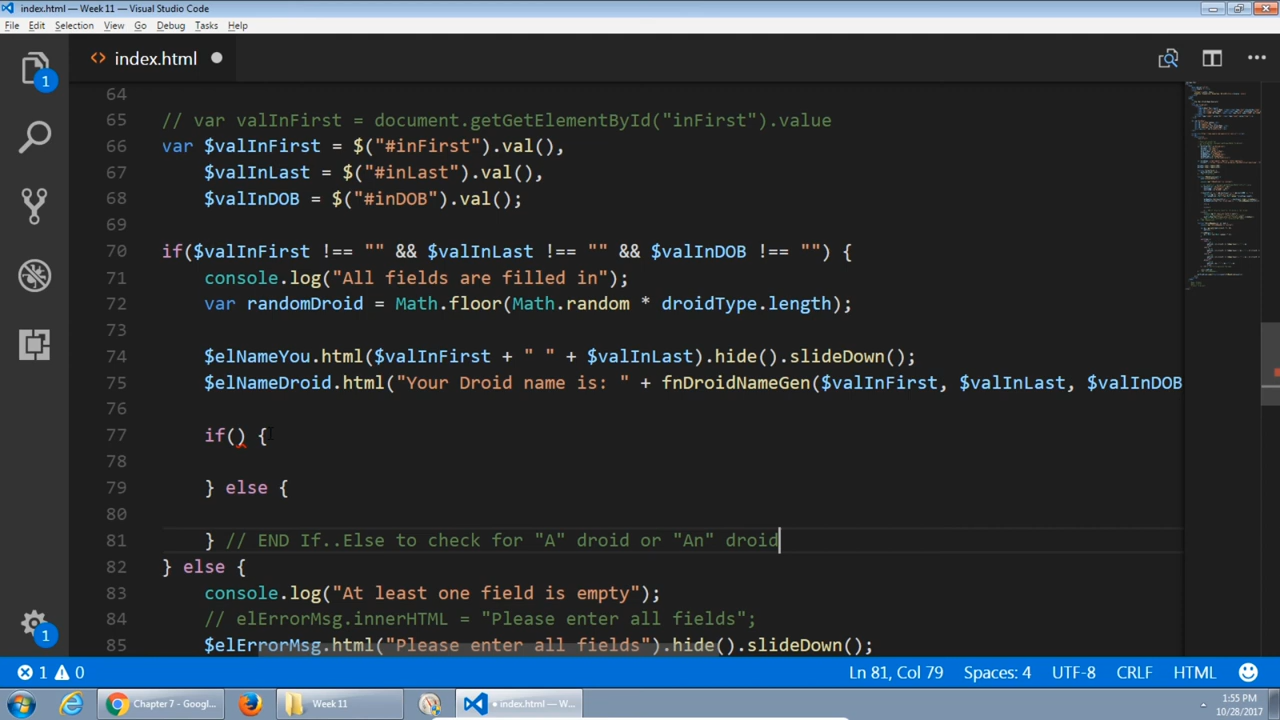 index.html — Week 11 — Visual Studio Code
File Edit Selection View Go Debug Tasks Help
index.html
1
1
64
65 // var valInFirst = document.getGetElementById("inFirst").value
66 var $valInFirst = $("#inFirst").val(),
67 $valInLast = $("#inLast").val(),
68 $valInDOB = $("#inDOB").val();
69
70 if($valInFirst !== "" && $valInLast !== "" && $valInDOB !== "") {
71 console.log("All fields are filled in");
72 var randomDroid = Math.floor(Math.random * droidType.length);
73
74 $elNameYou.html($valInFirst + " " + $valInLast).hide().slideDown();
75 $elNameDroid.html("Your Droid name is: " + fnDroidNameGen($valInFirst, $valInLast, $valInDOB
76
77 if() {
78
79 } else {
80
81 } // END If..Else to check for "A" droid or "An" droid
82 } else {
83 console.log("At least one field is empty");
84 // elErrorMsg.innerHTML = "Please enter all fields";
85 $elErrorMsg.html("Please enter all fields").hide().slideDown();
1 0 Ln 81, Col 79 Spaces: 4 UTF-8 CRLF HTML
Chapter 7 - Googl... Week 11 • index.html — W... 1:55 PM
10/28/2017